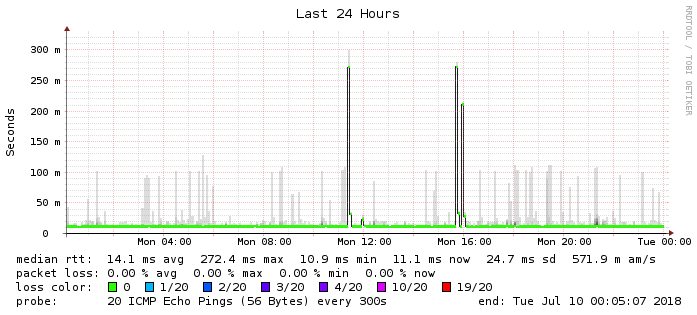 Last 24 Hours
RRDTOOL / TOBI OETIKER
Seconds
300 m
250 m
200 m
150 m
100 m
50 m
0
Mon 04:00 Mon 08:00 Mon 12:00 Mon 16:00 Mon 20:00 Tue 00:00
median rtt: 14.1 ms avg 272.4 ms max 10.9 ms min 11.1 ms now 24.7 ms sd 571.9 m am/s
packet loss: 0.00 % avg 0.00 % max 0.00 % min 0.00 % now
loss color: 0 1/20 2/20 3/20 4/20 10/20 19/20
probe: 20 ICMP Echo Pings (56 Bytes) every 300s end: Tue Jul 10 00:05:07 2018